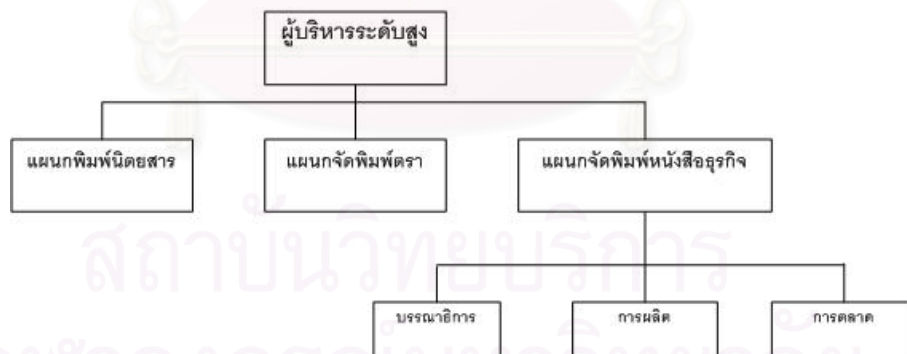 ผู้บริหารระดับสูง
แผนกพิมพ์นิตยสาร
แผนกจัดพิมพ์ตรา
แผนกจัดพิมพ์หนังสือธุรกิจ
สถาบันวิทยบริการ
บรรณาธิการ
การผลิต
การตลาด